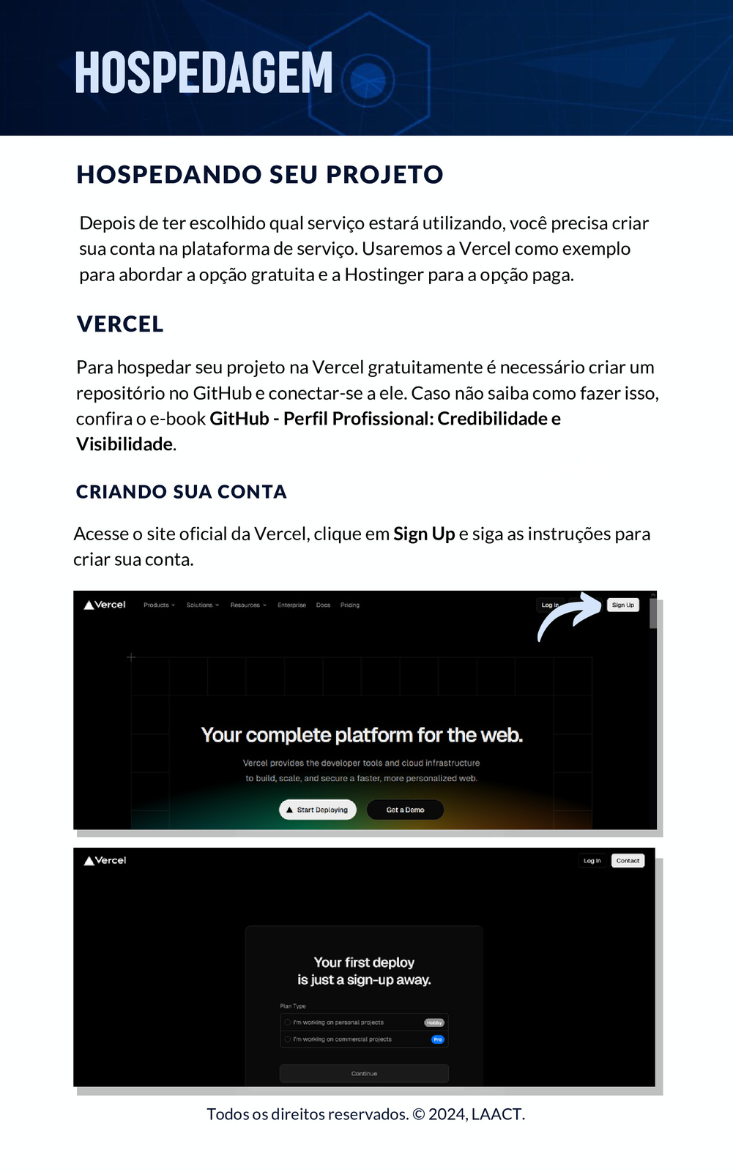 HOSPEDAGEM
HOSPEDANDO SEU PROJETO
Depois de ter escolhido qual serviço estará utilizando, você precisa criar
sua conta na plataforma de serviço. Usaremos a Vercel como exemplo
para abordar a opção gratuita e a Hostinger para a opção paga.
VERCEL
Para hospedar seu projeto na Vercel gratuitamente é necessário criar um
repositório no GitHub e conectar-se a ele. Caso não saiba como fazer isso,
confira o e-book GitHub - Perfil Profissional: Credibilidade e
Visibilidade.
CRIANDO SUA CONTA
Acesse o site oficial da Vercel, clique em Sign Up e siga as instruções para
criar sua conta.
Vercel Products Solutions Resources Enterprise Docs Pricing Log in Sign Up
Your complete platform for the web.
Vercel provides the developer tools and cloud infrastructure
to build, scale, and secure a faster, more personalized web.
Start Deploying Get a Demo
Vercel Log in Contact
Your first deploy
is just a sign-up away.
Plan Type
I'm working on personal projects Hobby
I'm working on commercial projects Pro
Continue
Todos os direitos reservados. © 2024, LAACT.